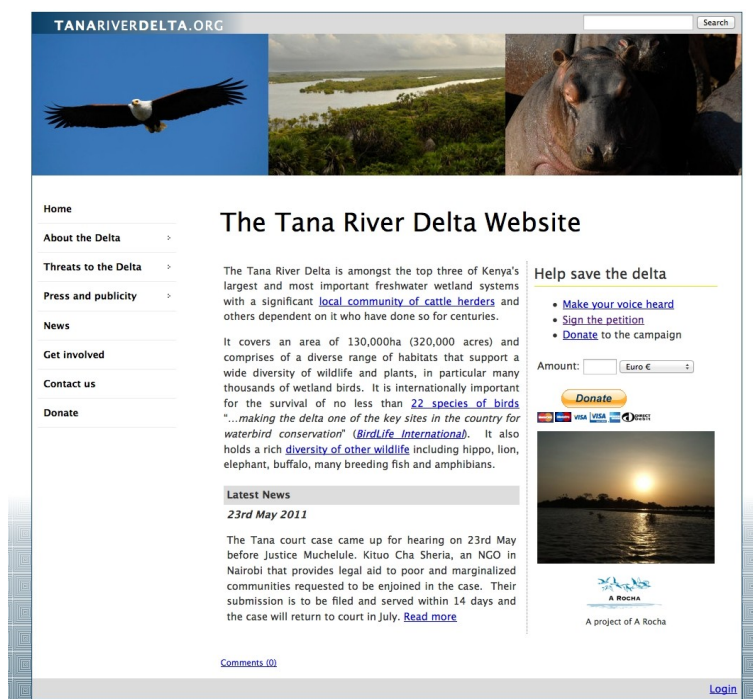 TANARIVERDELTA.ORG
Search
Home
About the Delta
Threats to the Delta
Press and publicity
News
Get involved
Contact us
Donate
The Tana River Delta Website
The Tana River Delta is amongst the top three of Kenya's
largest and most important freshwater wetland systems
with a significant local community of cattle herders and
others dependent on it who have done so for centuries.
It covers an area of 130,000ha (320,000 acres) and
comprises of a diverse range of habitats that support a
wide diversity of wildlife and plants, in particular many
thousands of wetland birds. It is internationally important
for the survival of no less than 22 species of birds
"...making the delta one of the key sites in the country for
waterbird conservation" (BirdLife International). It also
holds a rich diversity of other wildlife including hippo, lion,
elephant, buffalo, many breeding fish and amphibians.
Latest News
23rd May 2011
The Tana court case came up for hearing on 23rd May
before Justice Muchelule. Kituo Cha Sheria, an NGO in
Nairobi that provides legal aid to poor and marginalized
communities requested to be enjoined in the case. Their
submission is to be filed and served within 14 days and
the case will return to court in July. Read more
Comments (0)
Help save the delta
• Make your voice heard
• Sign the petition
• Donate to the campaign
Amount: Euro €
Donate
VISA VISA DIRECT Debit
A ROCHA
A project of A Rocha
Login